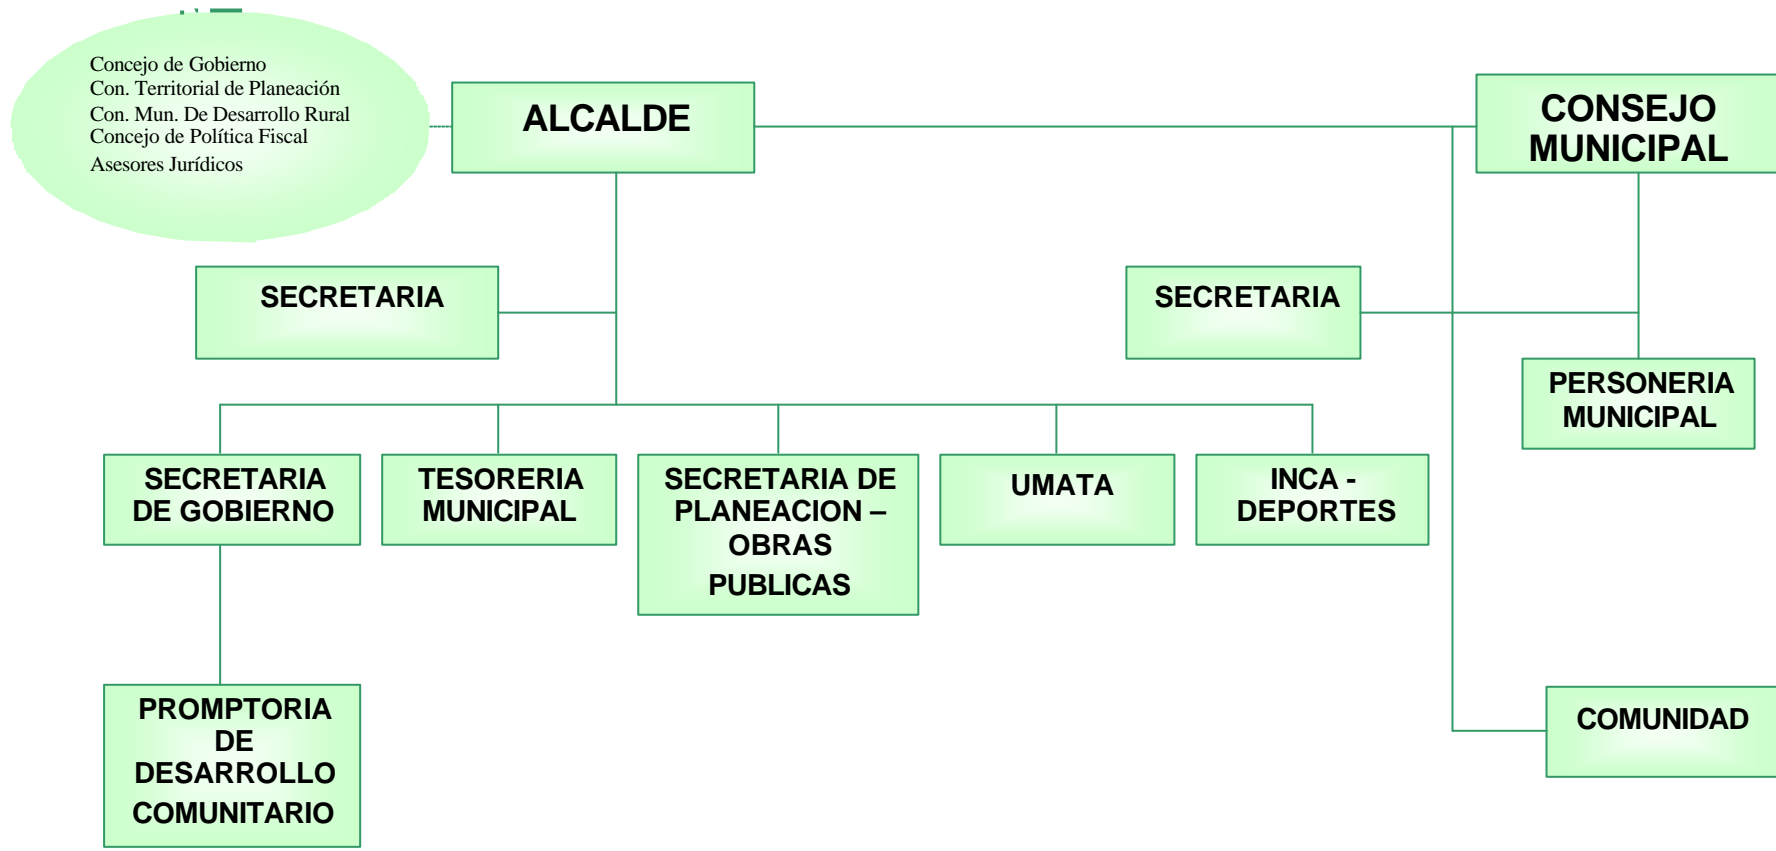 Concejo de Gobierno
Con. Territorial de Planeación
Con. Mun. De Desarrollo Rural
Concejo de Política Fiscal
Asesores Jurídicos
ALCALDE
CONSEJO
MUNICIPAL
SECRETARIA
SECRETARIA
PERSONERIA
MUNICIPAL
SECRETARIA
DE GOBIERNO
TESORERIA
MUNICIPAL
SECRETARIA DE
PLANEACION –
OBRAS
PUBLICAS
UMATA
INCA -
DEPORTES
PROMPTORIA
DE
DESARROLLO
COMUNITARIO
COMUNIDAD